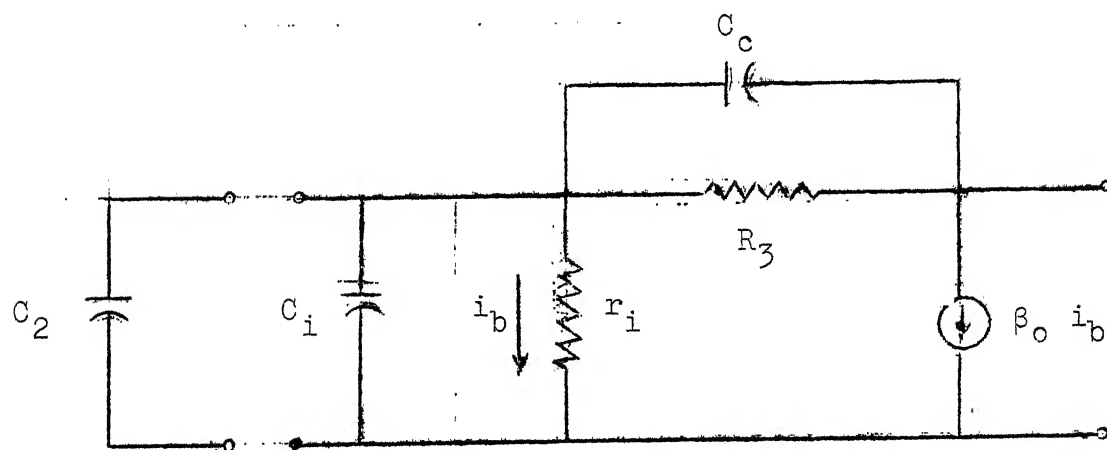 C_c
R_3
C_2
C_i
i_b
r_i
β_o i_b